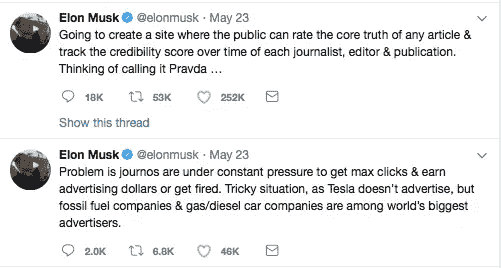 Elon Musk @elonmusk · May 23
Going to create a site where the public can rate the core truth of any article &
track the credibility score over time of each journalist, editor & publication.
Thinking of calling it Pravda …
18K 53K 252K
Show this thread
Elon Musk @elonmusk · May 23
Problem is journos are under constant pressure to get max clicks & earn
advertising dollars or get fired. Tricky situation, as Tesla doesn't advertise, but
fossil fuel companies & gas/diesel car companies are among world's biggest
advertisers.
2.0K 6.8K 46K